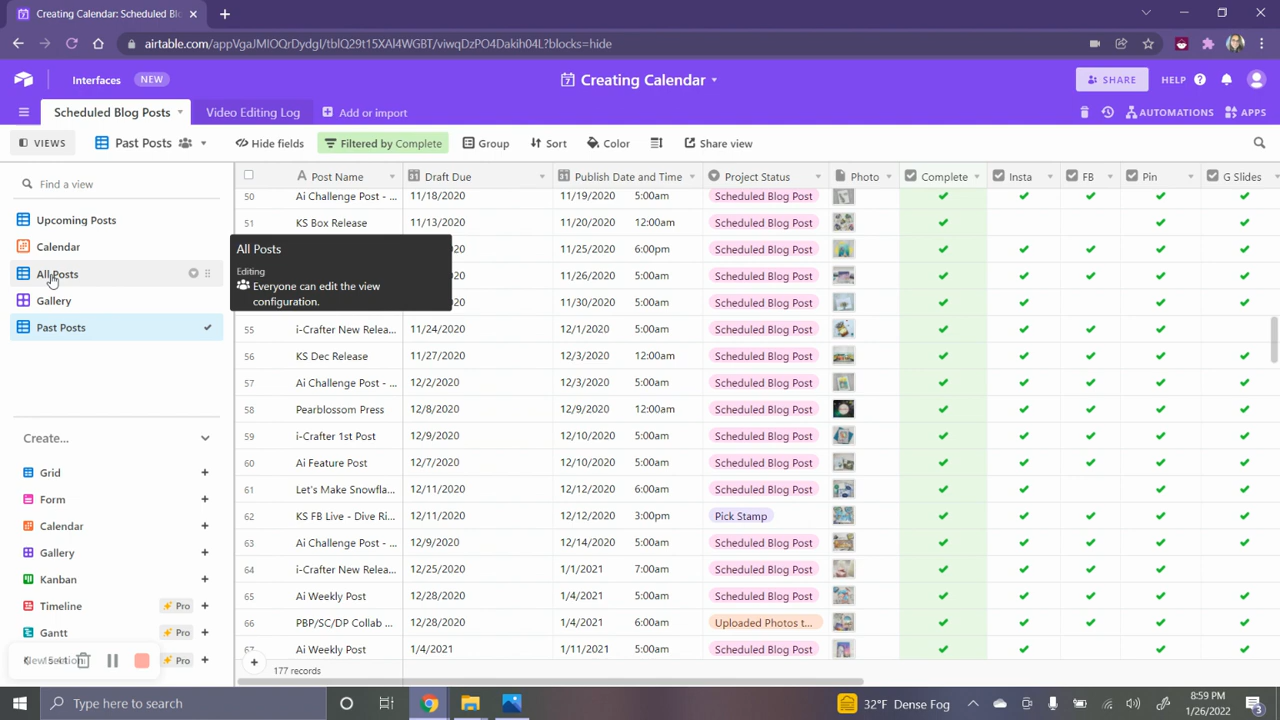 Creating Calendar: Scheduled Bl
airtable.com/appVgaJMIOQrDydgl/tblQ29t15XAl4WGBT/viwqDzPO4Dakih04L?blocks=hide
Interfaces NEW
Creating Calendar
SHARE HELP
Scheduled Blog Posts Video Editing Log Add or import
AUTOMATIONS APPS
VIEWS Past Posts Hide fields Filtered by Complete Group Sort Color Share view
Find a view
Upcoming Posts
Calendar
All Posts
Gallery
Past Posts
Create...
Grid
Form
Calendar
Gallery
Kanban
Timeline Pro
Gantt Pro
Pro
All Posts
Editing
Everyone can edit the view
configuration.
Post Name Draft Due Publish Date and Time Project Status Photo Complete Insta FB Pin G Slides
50 Ai Challenge Post - ... 11/18/2020 11/19/2020 5:00am Scheduled Blog Post
51 KS Box Release 11/13/2020 11/20/2020 12:00am Scheduled Blog Post
11/25/2020 6:00pm Scheduled Blog Post
5:00am Scheduled Blog Post
11/30/2020 5:00am Scheduled Blog Post
55 i-Crafter New Relea... 11/24/2020 5:00am Scheduled Blog Post
56 KS Dec Release 11/27/2020 12/3/2020 12:00am Scheduled Blog Post
57 Ai Challenge Post - ... 12/2/2020 5:00am Scheduled Blog Post
58 Pearblossom Press 12/8/2020 12:00am Scheduled Blog Post
59 i-Crafter 1st Post 12/9/2020 5:00am Scheduled Blog Post
60 Ai Feature Post 12/7/2020 12/10/2020 5:00am Scheduled Blog Post
61 Let's Make Snowfla... 12/11/2020 12/12/2020 6:00am Scheduled Blog Post
62 KS FB Live - Dive Ri... 12/11/2020 12/12/2020 3:00pm Pick Stamp
63 Ai Challenge Post - ... 12/9/2020 12/14/2020 5:00am Scheduled Blog Post
64 i-Crafter New Relea... 12/25/2020 1/1/2021 7:00am Scheduled Blog Post
65 Ai Weekly Post 12/28/2020 1/4/2021 5:00am Scheduled Blog Post
66 PBP/SC/DP Collab ... 12/28/2020 1/4/2021 6:00am Uploaded Photos t...
67 Ai Weekly Post 1/4/2021 1/11/2021 5:00am Scheduled Blog Post
177 records
Type here to search
32°F Dense Fog
8:59 PM
1/26/2022